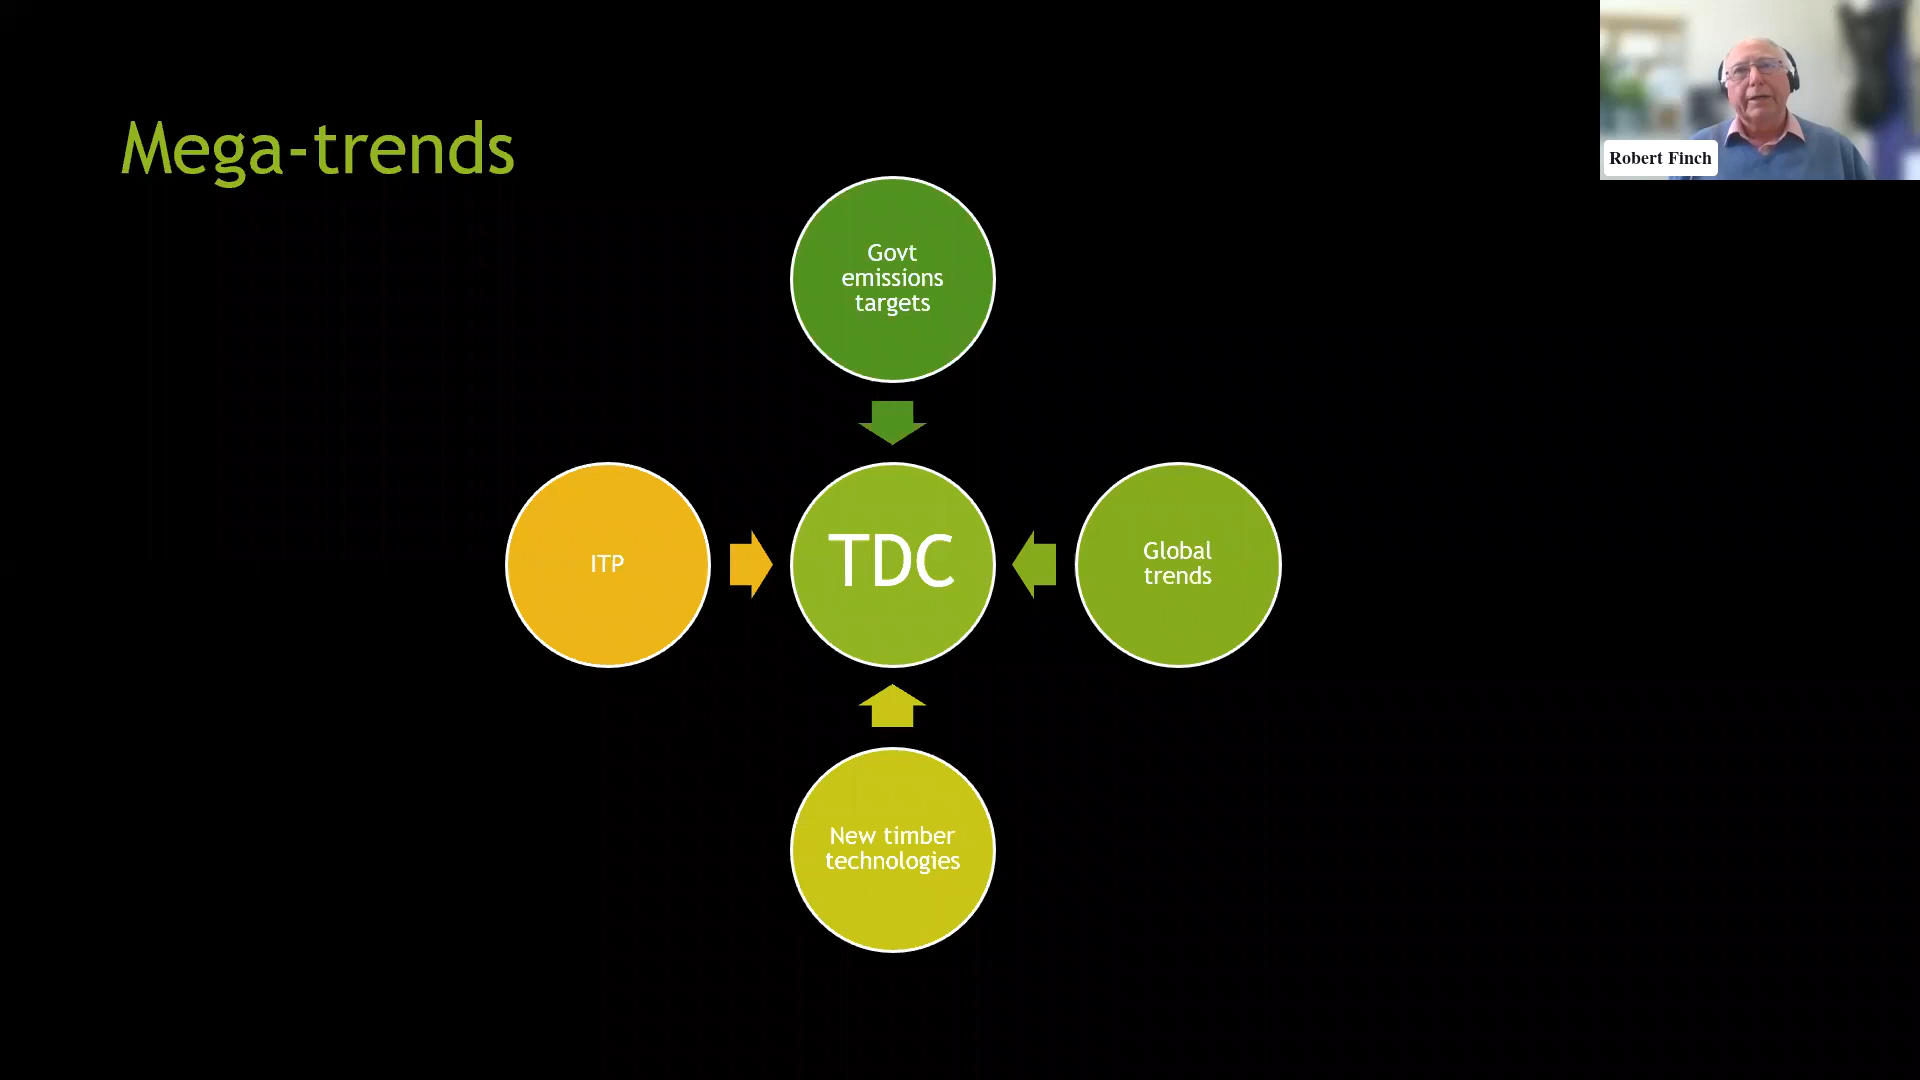 Mega-trends
Robert Finch
Govt
emissions
targets
ITP
TDC
Global
trends
New timber
technologies